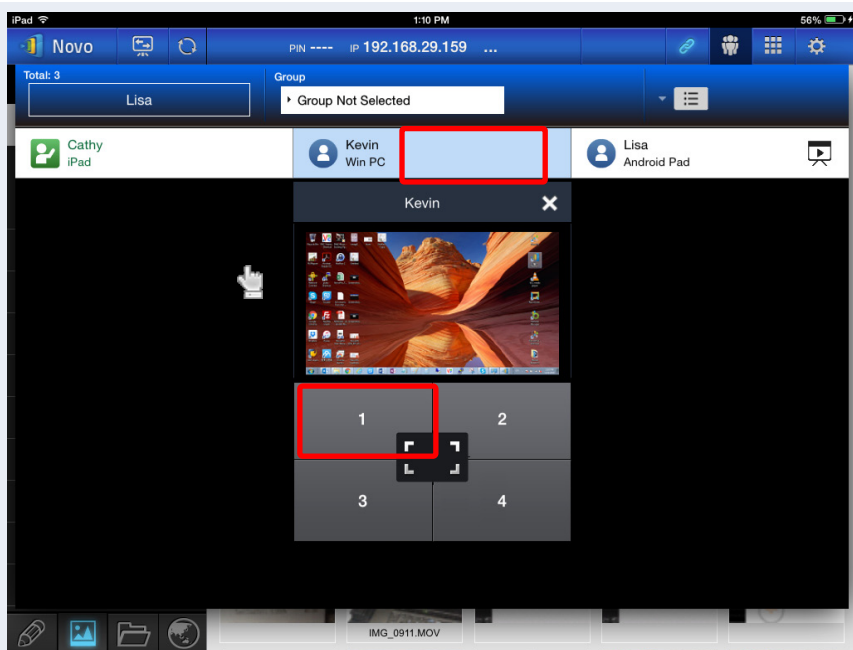 iPad 1:10 PM 56%
Novo PIN ---- IP 192.168.29.159 ...
Total: 3 Group
Lisa Group Not Selected
Cathy Kevin Lisa
iPad Win PC Android Pad
Kevin
1 2
3 4
IMG_0911.MOV